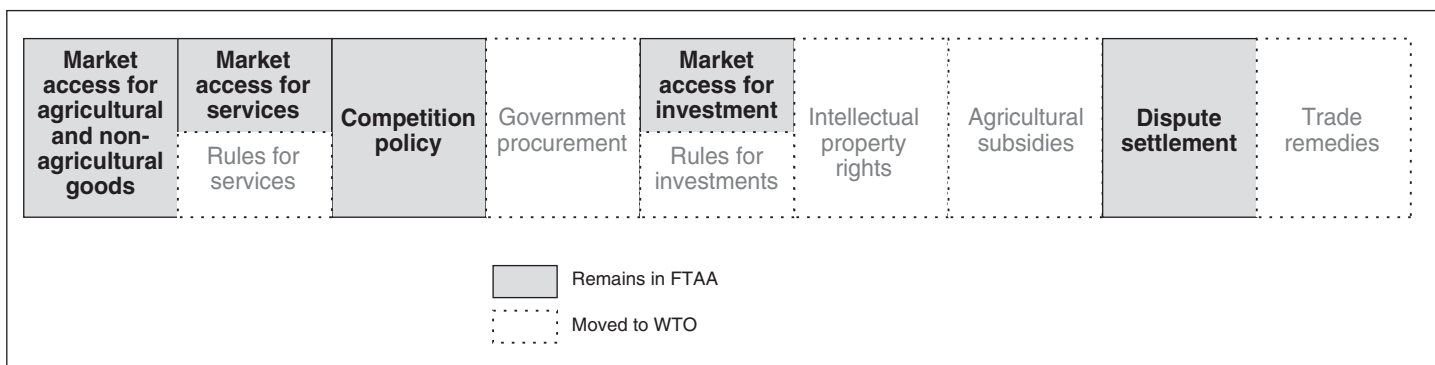 Market
access for
agricultural
and non-
agricultural
goods
Market
access for
services
Rules for
services
Competition
policy
Government
procurement
Market
access for
investment
Rules for
investments
Intellectual
property
rights
Agricultural
subsidies
Dispute
settlement
Trade
remedies
Remains in FTAA
Moved to WTO